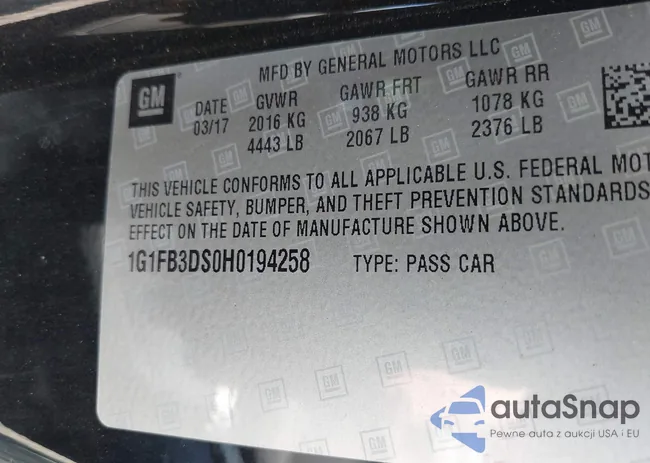 MFD BY GENERAL MOTORS LLC
GM
DATE GVWR GAWR FRT GAWR RR
03/17 2016 KG 938 KG 1078 KG
4443 LB 2067 LB 2376 LB
THIS VEHICLE CONFORMS TO ALL APPLICABLE U.S. FEDERAL MOT
VEHICLE SAFETY, BUMPER, AND THEFT PREVENTION STANDARDS
EFFECT ON THE DATE OF MANUFACTURE SHOWN ABOVE.
1G1FB3DS0H0194258 TYPE: PASS CAR
autaSnap
Pewne auta z aukcji USA i EU